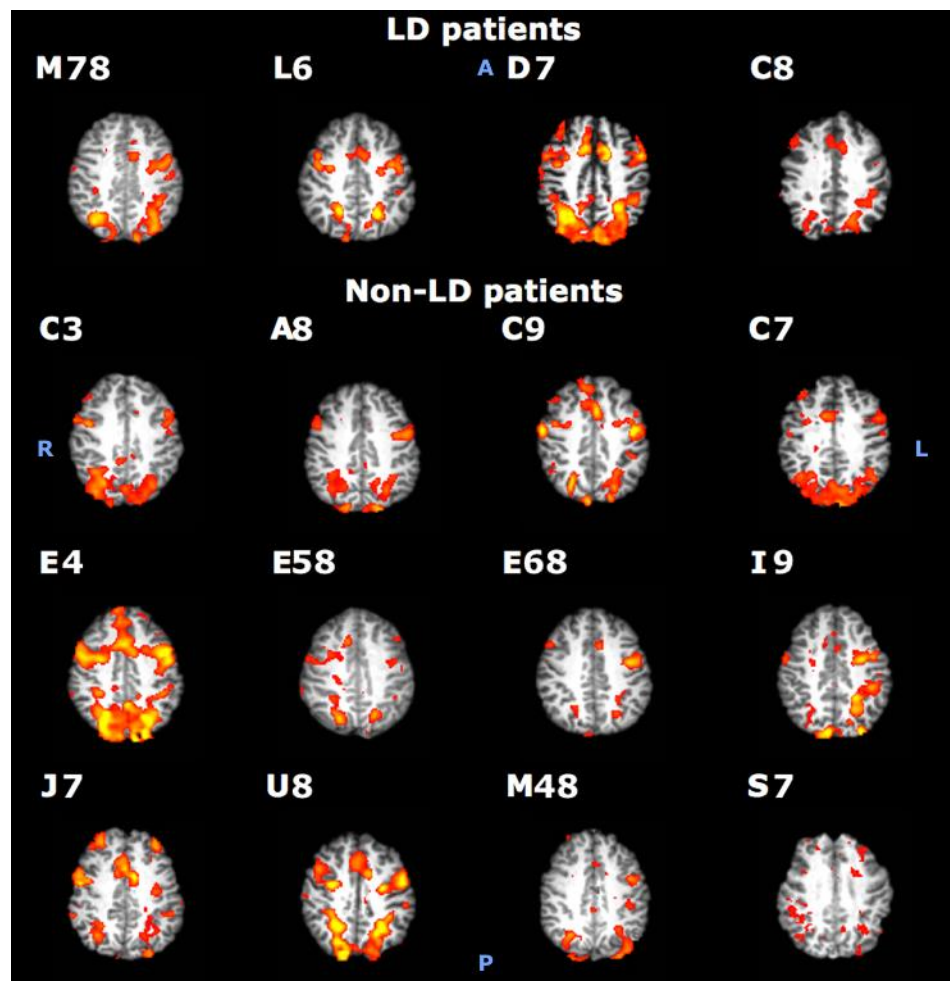 LD patients
M78 L6 A D7 C8
Non-LD patients
C3 A8 C9 C7
R L
E4 E58 E68 I9
J7 U8 M48 S7
P